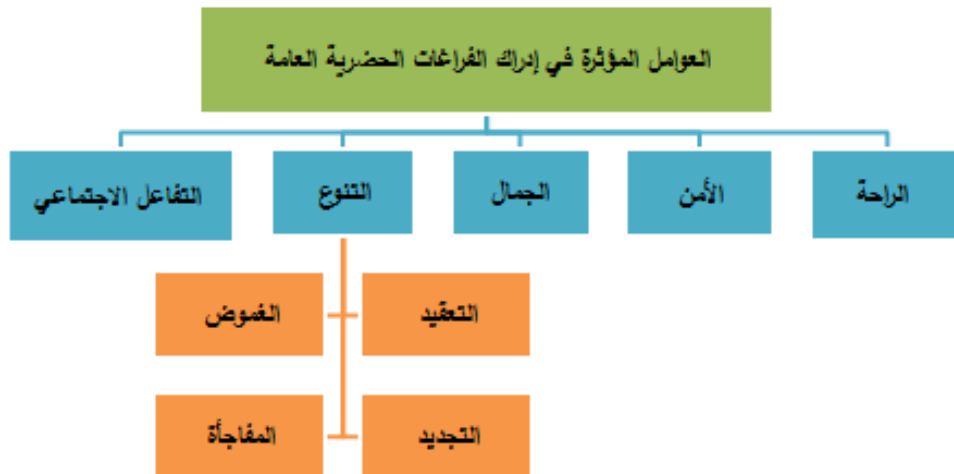 العوامل المؤثرة في إدراك الفراغات الحضرية العامة
الراحة
الأمن
الجمال
التنوع
التفاعل الاجتماعي
التعقيد
الغموض
التجديد
المفاجأة